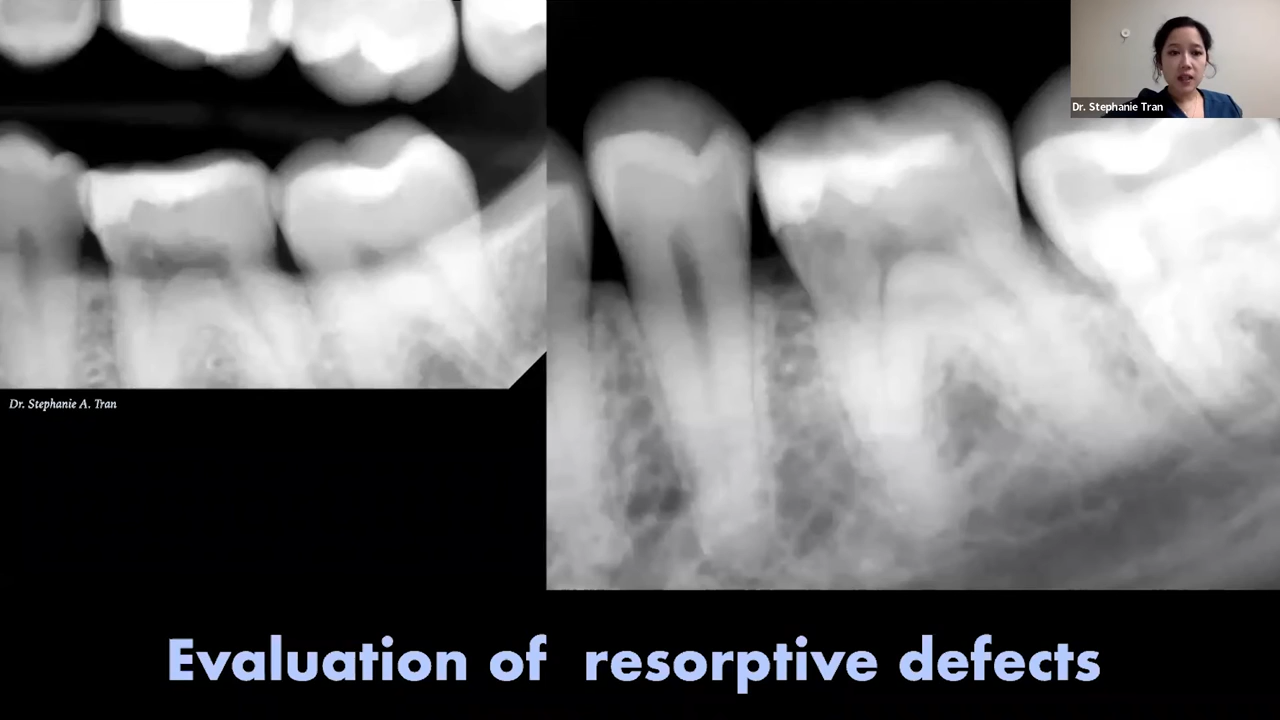 Dr. Stephanie Tran
Dr. Stephanie A. Tran
Evaluation of resorptive defects